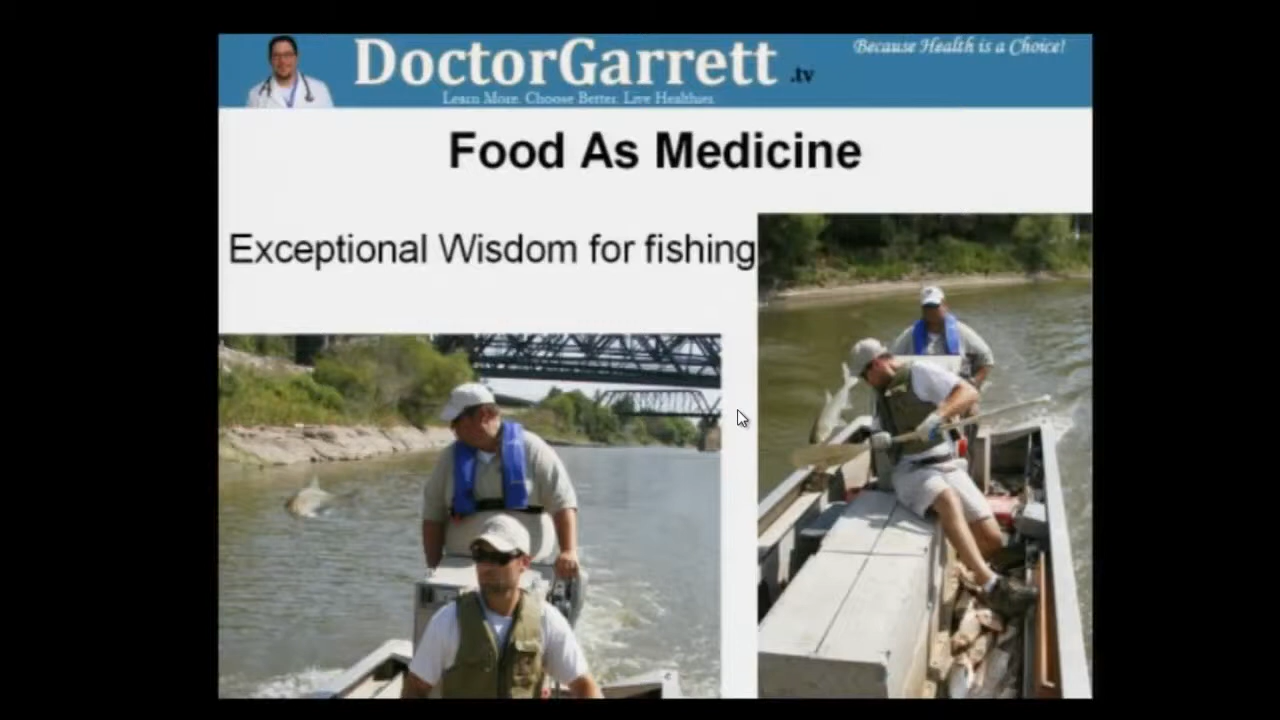 DoctorGarrett .tv
Because Health is a Choice!
Learn More. Choose Better. Live Healthier.
Food As Medicine
Exceptional Wisdom for fishing